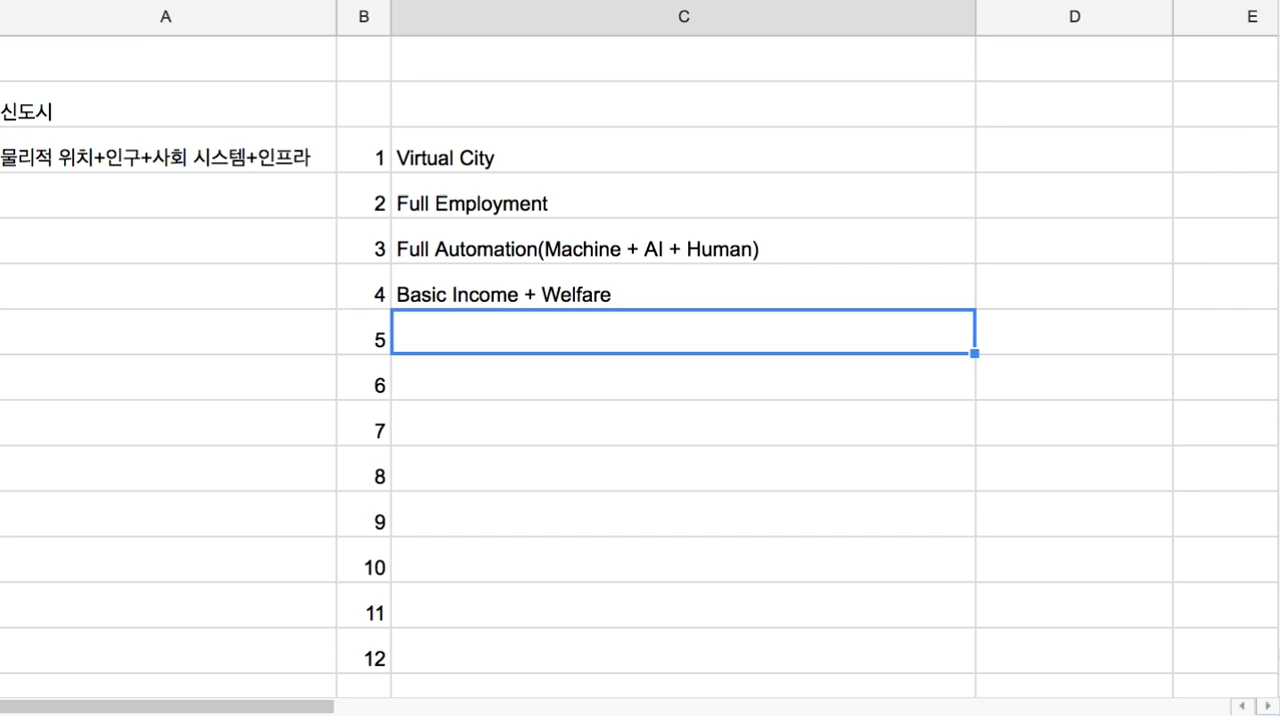 A B C D E
신도시
물리적 위치+인구+사회 시스템+인프라 1 Virtual City
2 Full Employment
3 Full Automation(Machine + AI + Human)
4 Basic Income + Welfare
5
6
7
8
9
10
11
12